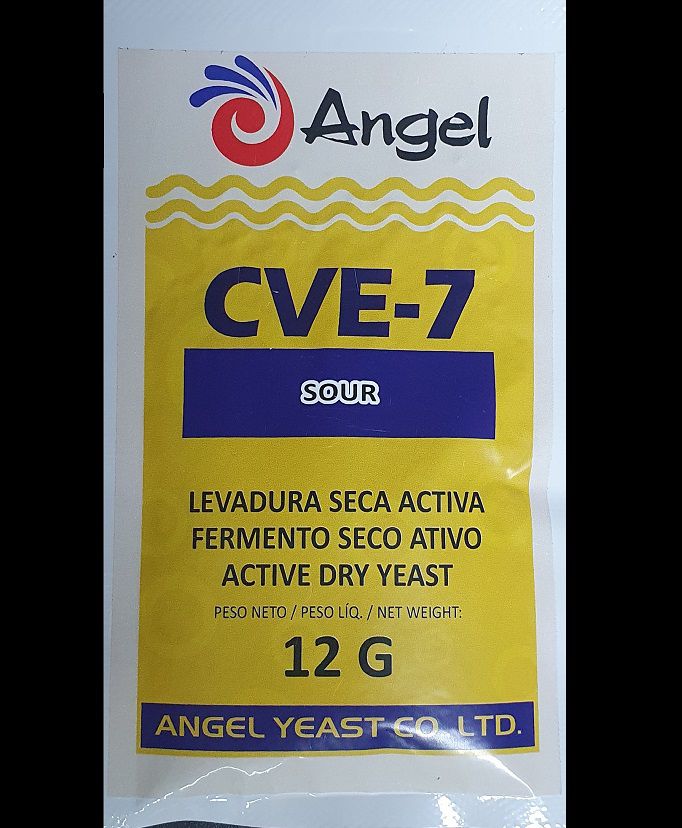 Angel
CVE-7
SOUR
LEVADURA SECA ACTIVA
FERMENTO SECO ATIVO
ACTIVE DRY YEAST
PESO NETO / PESO LÍQ. / NET WEIGHT:
12 G
ANGEL YEAST CO. LTD.